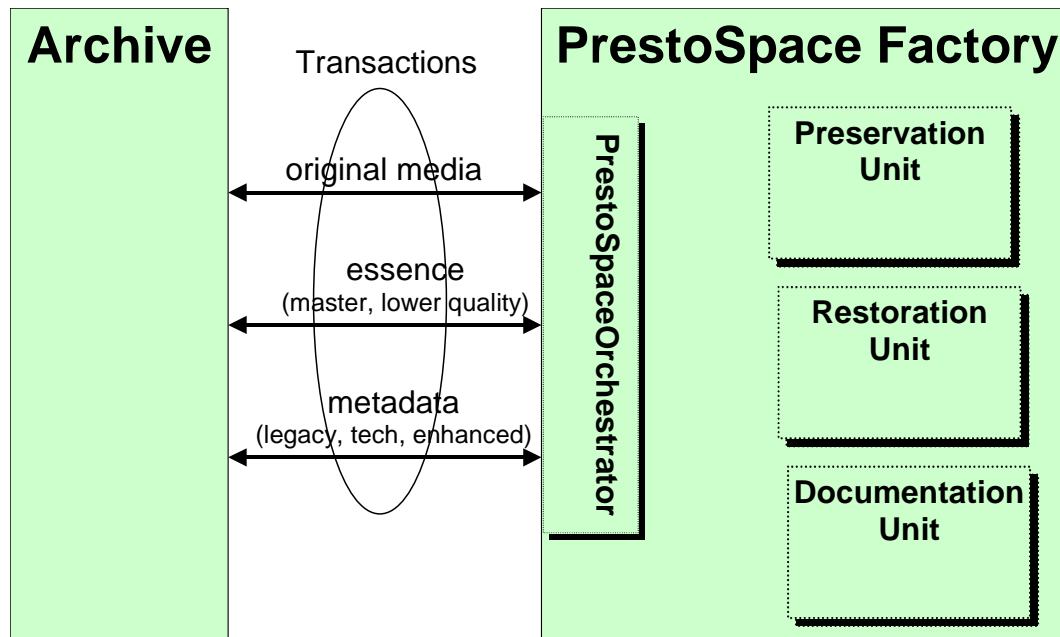 Archive
Transactions
original media
essence
(master, lower quality)
metadata
(legacy, tech, enhanced)
PrestoSpace Factory
PrestoSpaceOrchestrator
Preservation
Unit
Restoration
Unit
Documentation
Unit